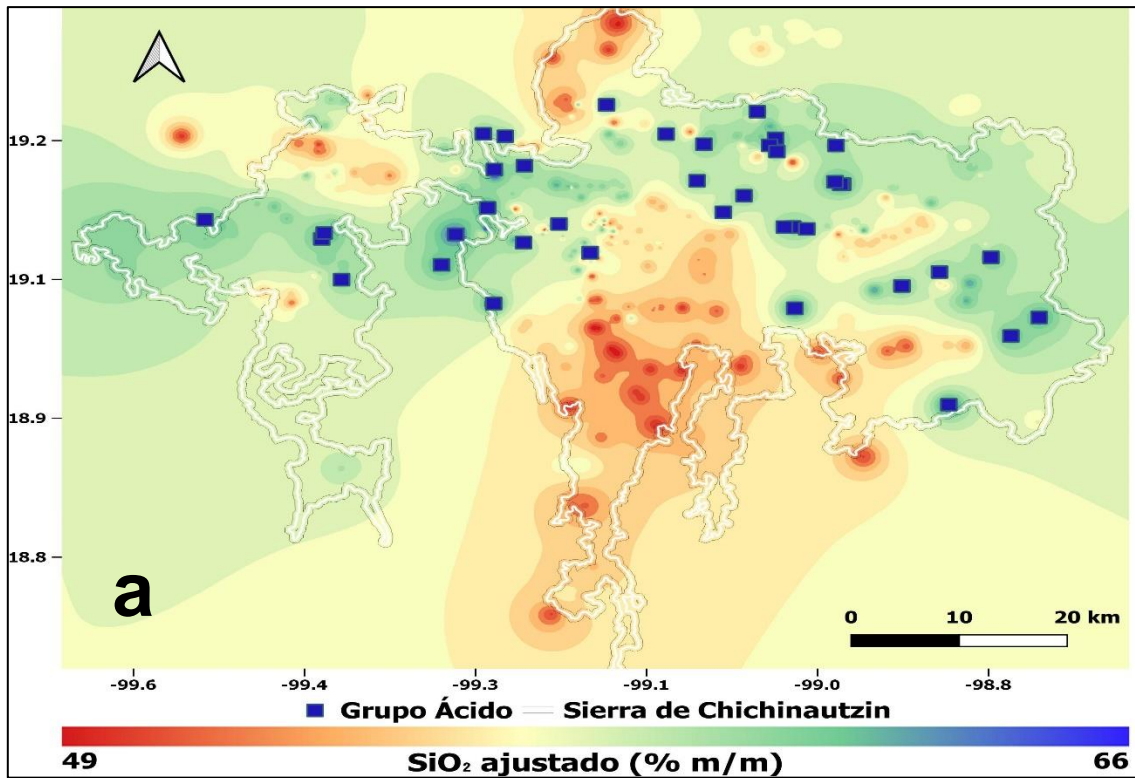 19.2
19.1
18.9
18.8
a
0 10 20 km
-99.6 -99.4 -99.3 -99.1 -99.0 -98.8
Grupo Ácido Sierra de Chichinautzin
49 SiO₂ ajustado (% m/m) 66